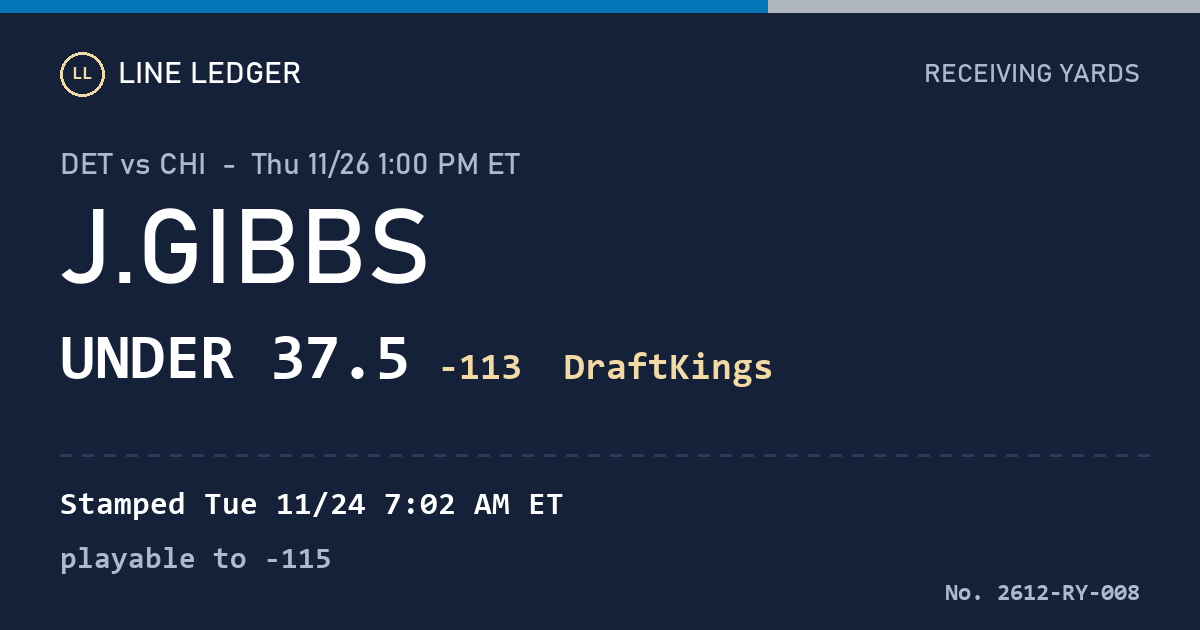 LL LINE LEDGER
RECEIVING YARDS
DET vs CHI - Thu 11/26 1:00 PM ET
J.GIBBS
UNDER 37.5 -113 DraftKings
Stamped Tue 11/24 7:02 AM ET
playable to -115
No. 2612-RY-008